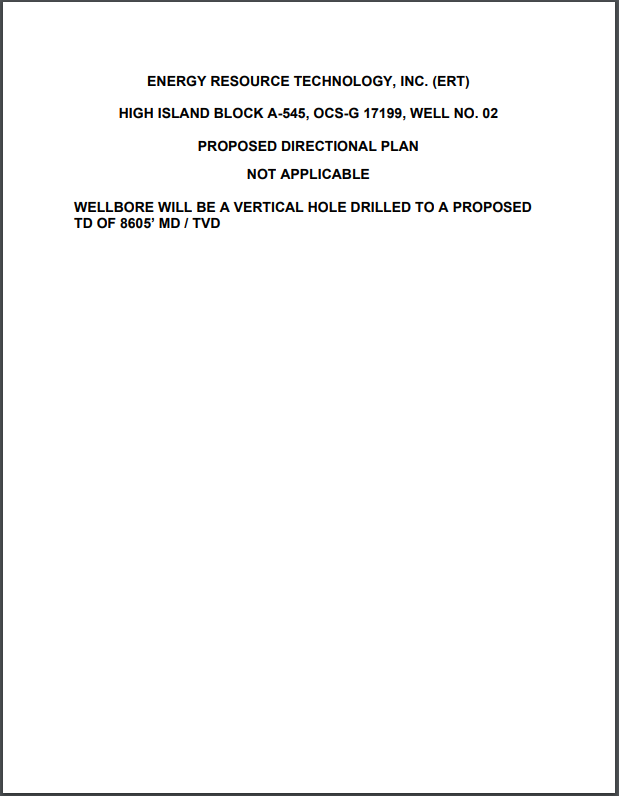 ENERGY RESOURCE TECHNOLOGY, INC. (ERT)
HIGH ISLAND BLOCK A-545, OCS-G 17199, WELL NO. 02
PROPOSED DIRECTIONAL PLAN
NOT APPLICABLE
WELLBORE WILL BE A VERTICAL HOLE DRILLED TO A PROPOSED
TD OF 8605’ MD / TVD